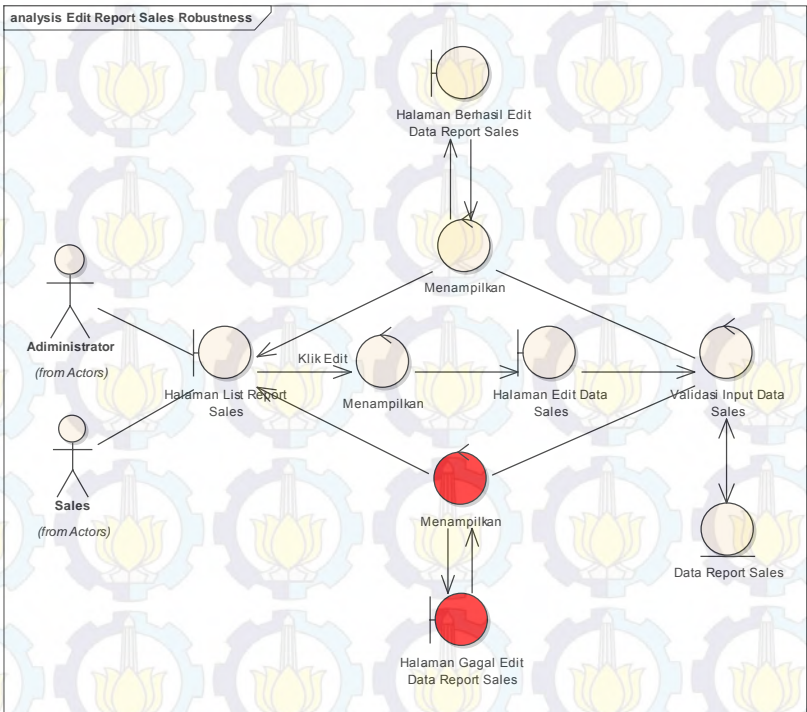 analysis Edit Report Sales Robustness
Halaman Berhasil Edit
Data Report Sales
Menampilkan
Adiministrator
(from Actors)
Klik Edit
Halaman List Report
Sales
Menampilkan
Halaman Edit Data
Sales
Validasi Input Data
Sales
Sales
(from Actors)
Menampilkan
Data Report Sales
Halaman Gagal Edit
Data Report Sales